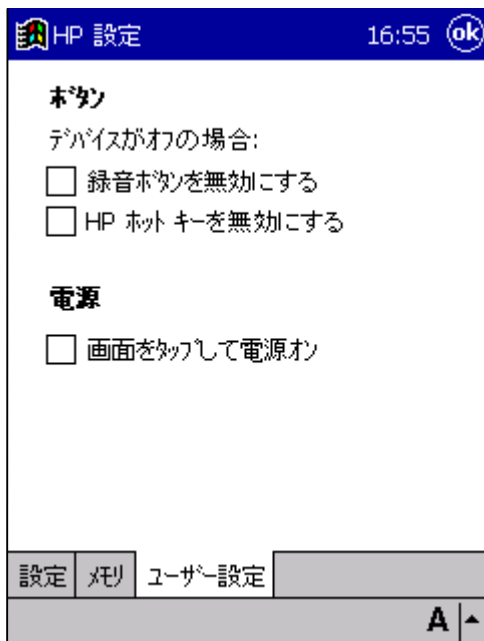 HP 設定 16:55 ok
ボタン
デバイスがオフの場合:
録音ボタンを無効にする
HP ホット キーを無効にする
電源
画面をタップして電源オン
設定 メモリ ユーザー設定
A